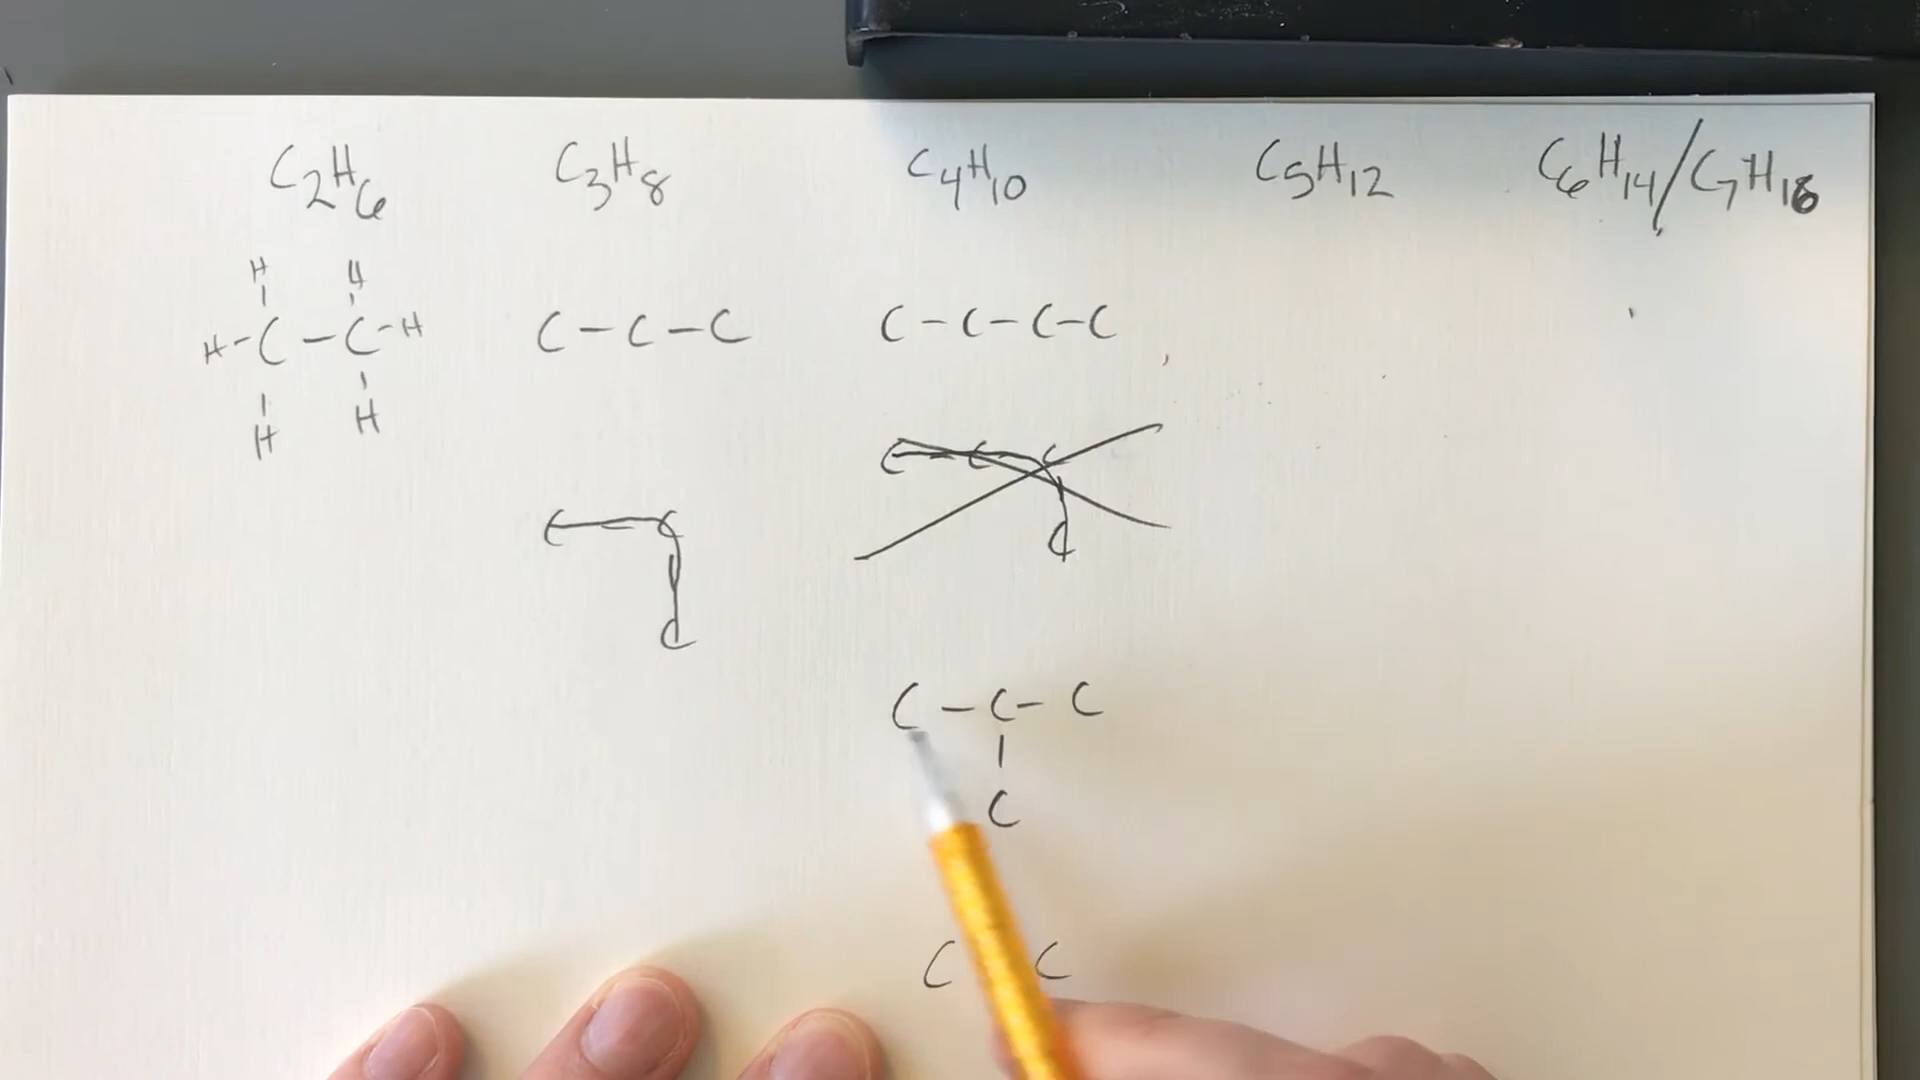 C2H6 C3H8 C4H10 C5H12 C6H14/C7H16
H H
H-C-C-H C-C-C C-C-C-C
H H
C-C-C
C-C
C
C
C-C-C
C
C C